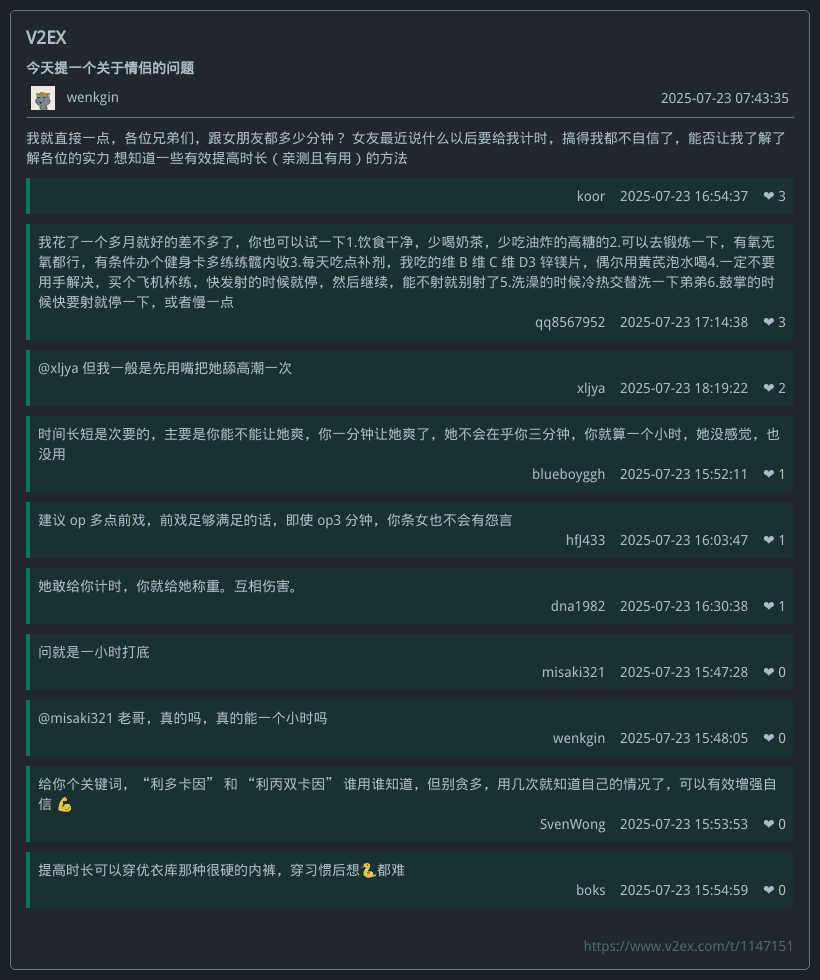 V2EX
今天提一个关于情侣的问题
wenkgin 2025-07-23 07:43:35
我就直接一点，各位兄弟们，跟女朋友都多少分钟？ 女友最近说什么以后要给我计时，搞得我都不自信了，能否让我了解了
解各位的实力 想知道一些有效提高时长（亲测且有用）的方法
koor 2025-07-23 16:54:37 ❤ 3
我花了一个多月就好的差不多了，你也可以试一下1.饮食干净，少喝奶茶，少吃油炸的高糖的2.可以去锻炼一下，有氧无
氧都行，有条件办个健身卡多练练髋内收3.每天吃点补剂，我吃的维 B 维 C 维 D3 锌镁片，偶尔用黄芪泡水喝4.一定不要
用手解决，买个飞机杯练，快发射的时候就停，然后继续，能不射就别射了5.洗澡的时候冷热交替洗一下弟弟6.鼓掌的时
候快要射就停一下，或者慢一点
qq8567952 2025-07-23 17:14:38 ❤ 3
@xljya 但我一般是先用嘴把她舔高潮一次
xljya 2025-07-23 18:19:22 ❤ 2
时间长短是次要的，主要是你能不能让她爽，你一分钟让她爽了，她不会在乎你三分钟，你就算一个小时，她没感觉，也
没用
blueboyggh 2025-07-23 15:52:11 ❤ 1
建议 op 多点前戏，前戏足够满足的话，即使 op3 分钟，你条女也不会有怨言
hfJ433 2025-07-23 16:03:47 ❤ 1
她敢给你计时，你就给她称重。互相伤害。
dna1982 2025-07-23 16:30:38 ❤ 1
问就是一小时打底
misaki321 2025-07-23 15:47:28 ❤ 0
@misaki321 老哥，真的吗，真的能一个小时吗
wenkgin 2025-07-23 15:48:05 ❤ 0
给你个关键词，“利多卡因” 和 “利丙双卡因” 谁用谁知道，但别贪多，用几次就知道自己的情况了，可以有效增强自
信 💪
SvenWong 2025-07-23 15:53:53 ❤ 0
提高时长可以穿优衣库那种很硬的内裤，穿习惯后想🐍都难
boks 2025-07-23 15:54:59 ❤ 0
https://www.v2ex.com/t/1147151